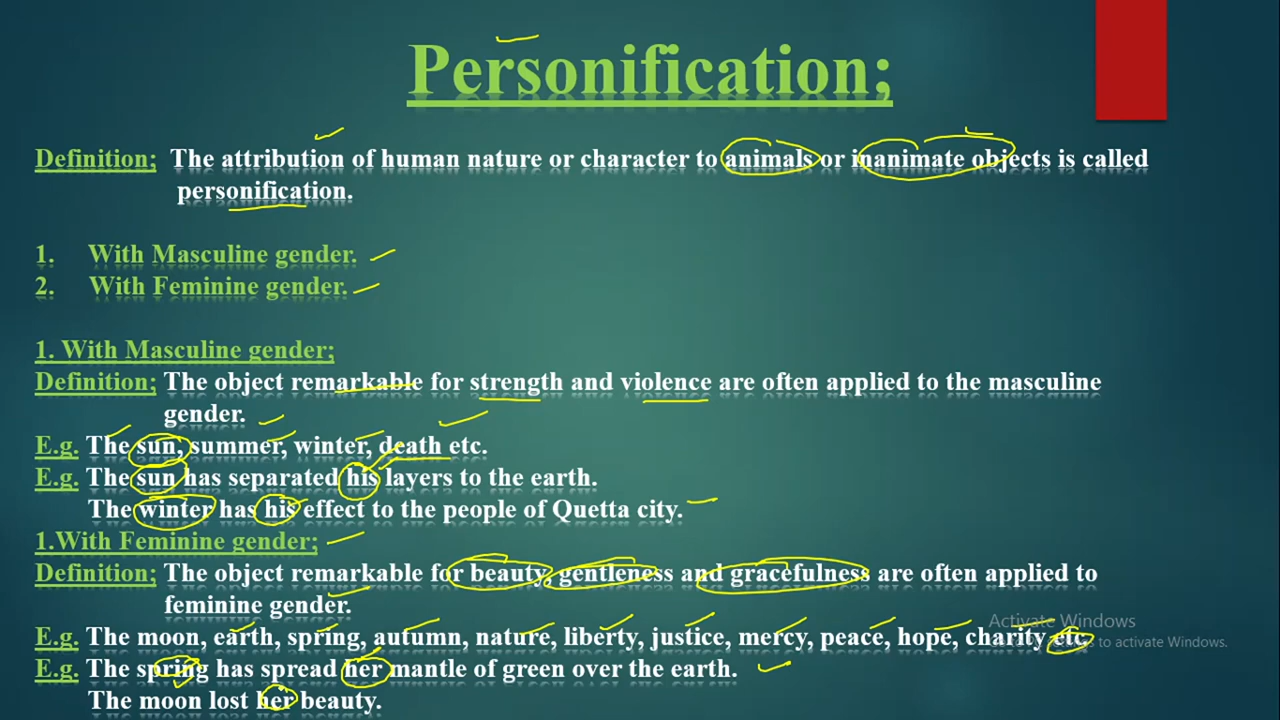 Personification;
Definition; The attribution of human nature or character to animals or inanimate objects is called
personification.
1. With Masculine gender.
2. With Feminine gender.
1. With Masculine gender;
Definition; The object remarkable for strength and violence are often applied to the masculine
gender.
E.g. The sun, summer, winter, death etc.
E.g. The sun has separated his layers to the earth.
The winter has his effect to the people of Quetta city.
1.With Feminine gender;
Definition; The object remarkable for beauty, gentleness and gracefulness are often applied to
feminine gender.
Activate Windows
E.g. The moon, earth, spring, autumn, nature, liberty, justice, mercy, peace, hope, charity etc.
to activate Windows.
E.g. The spring has spread her mantle of green over the earth.
The moon lost her beauty.